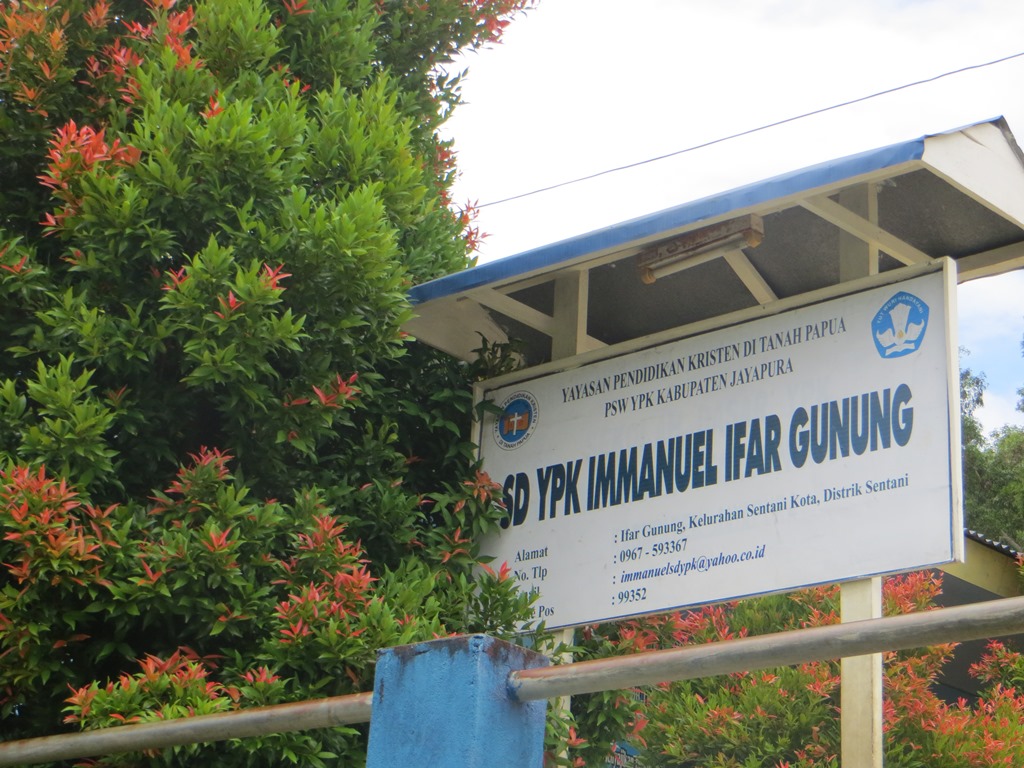 YAYASAN PENDIDIKAN KRISTEN DI TANAH PAPUA
PSW YPK KABUPATEN JAYAPURA
SD YPK IMMANUEL IFAR GUNUNG
Alamat : Ifar Gunung, Kelurahan Sentani Kota, Distrik Sentani
No. Tlp : 0967 - 593367
: immanuelsdypk@yahoo.co.id
Pos : 99352